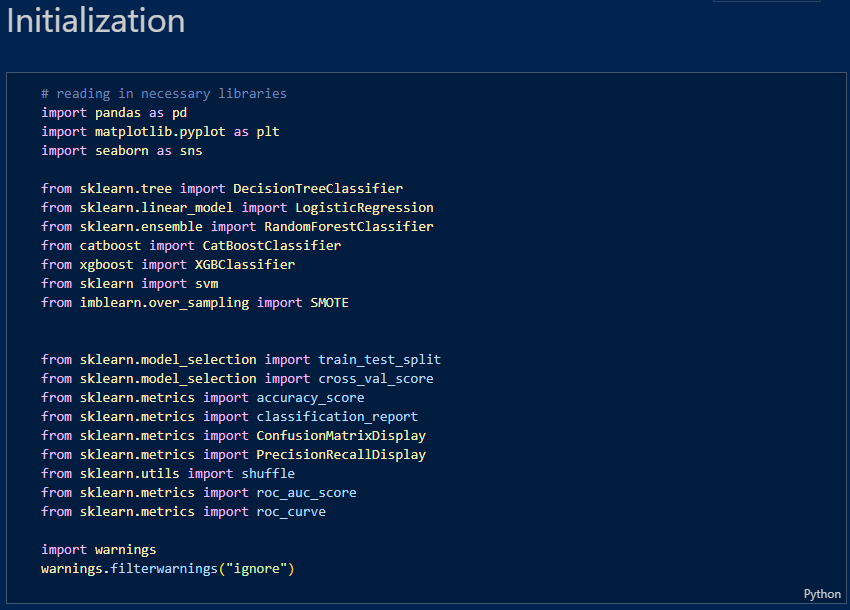 Initialization
# reading in necessary libraries
import pandas as pd
import matplotlib.pyplot as plt
import seaborn as sns
from sklearn.tree import DecisionTreeClassifier
from sklearn.linear_model import LogisticRegression
from sklearn.ensemble import RandomForestClassifier
from catboost import CatBoostClassifier
from xgboost import XGBClassifier
from sklearn import svm
from imblearn.over_sampling import SMOTE
from sklearn.model_selection import train_test_split
from sklearn.model_selection import cross_val_score
from sklearn.metrics import accuracy_score
from sklearn.metrics import classification_report
from sklearn.metrics import ConfusionMatrixDisplay
from sklearn.metrics import PrecisionRecallDisplay
from sklearn.utils import shuffle
from sklearn.metrics import roc_auc_score
from sklearn.metrics import roc_curve
import warnings
warnings.filterwarnings("ignore")
Python